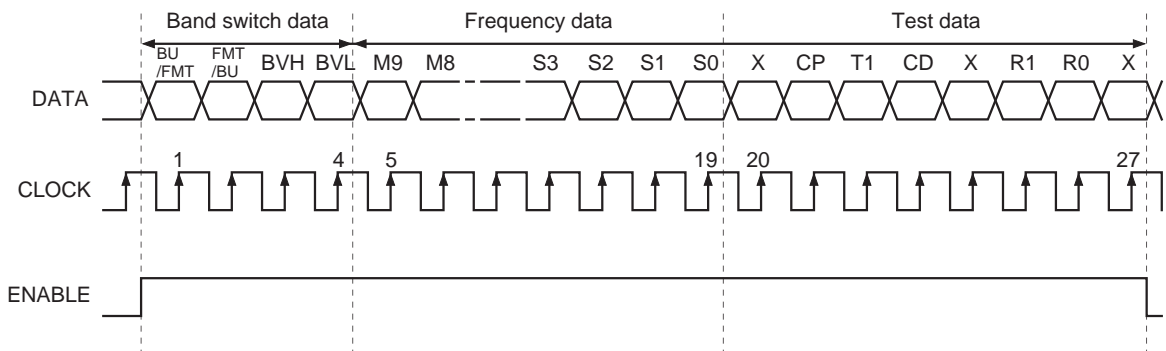 Band switch data Frequency data Test data
BU /FMT FMT /BU BVH BVL M9 M8 S3 S2 S1 S0 X CP T1 CD X R1 R0 X
DATA
1 4 5 19 20 27
CLOCK
ENABLE